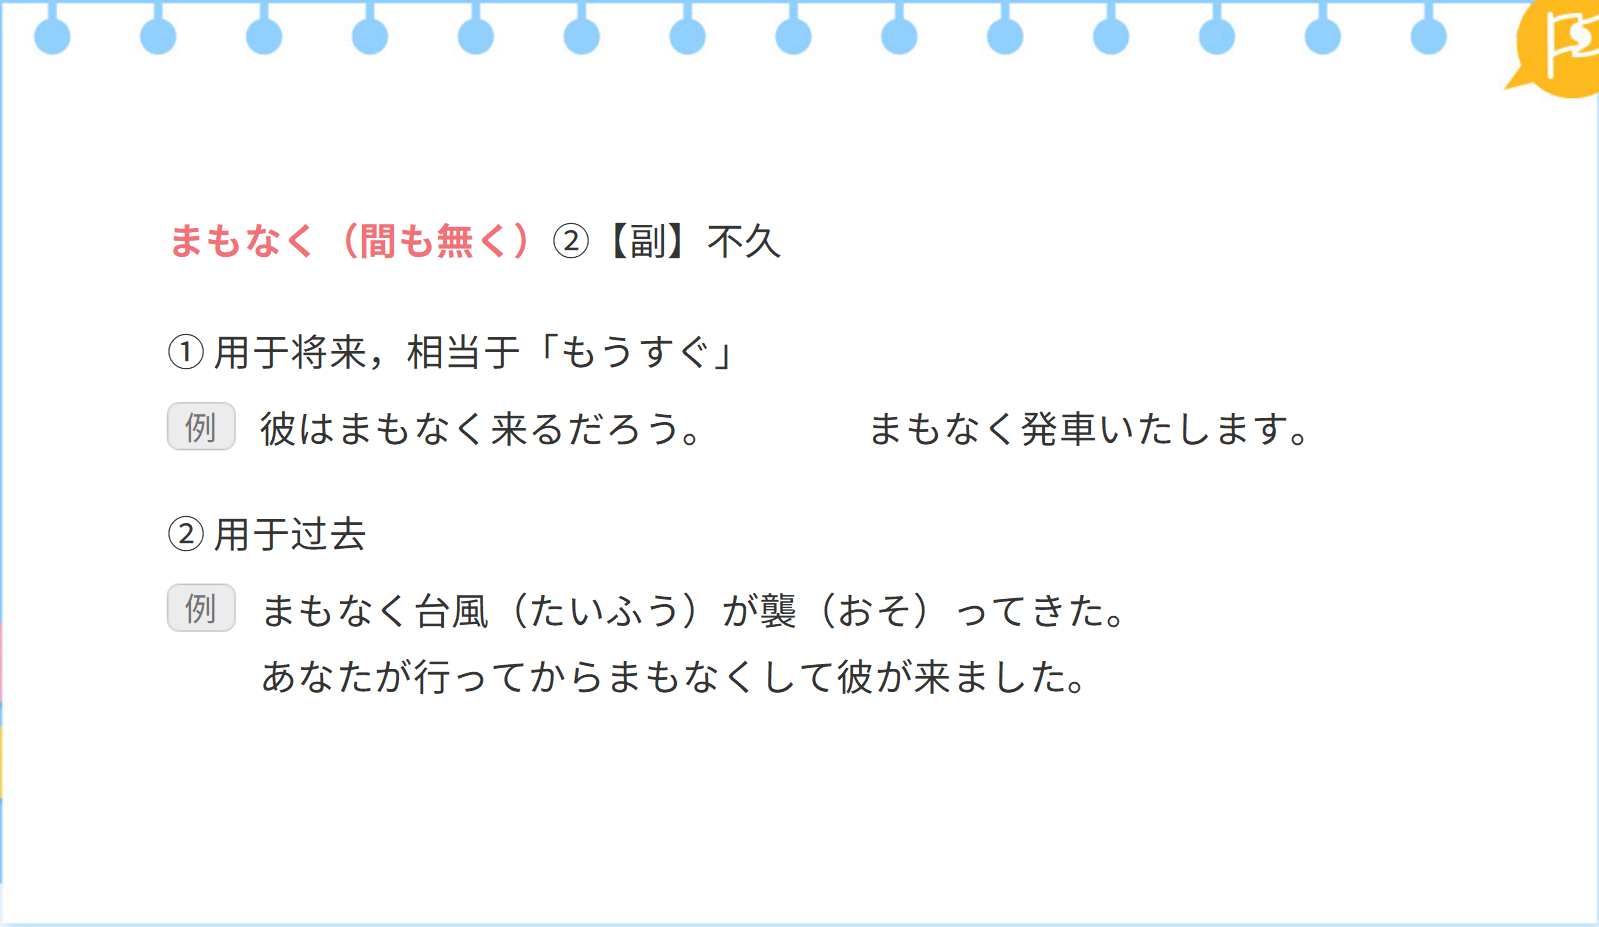 まもなく（間も無く）②【副】不久
① 用于将来，相当于「もうすぐ」
例 彼はまもなく来るだろう。 まもなく発車いたします。
② 用于过去
例 まもなく台風（たいふう）が襲（おそ）ってきた。
あなたが行ってからまもなくして彼が来ました。